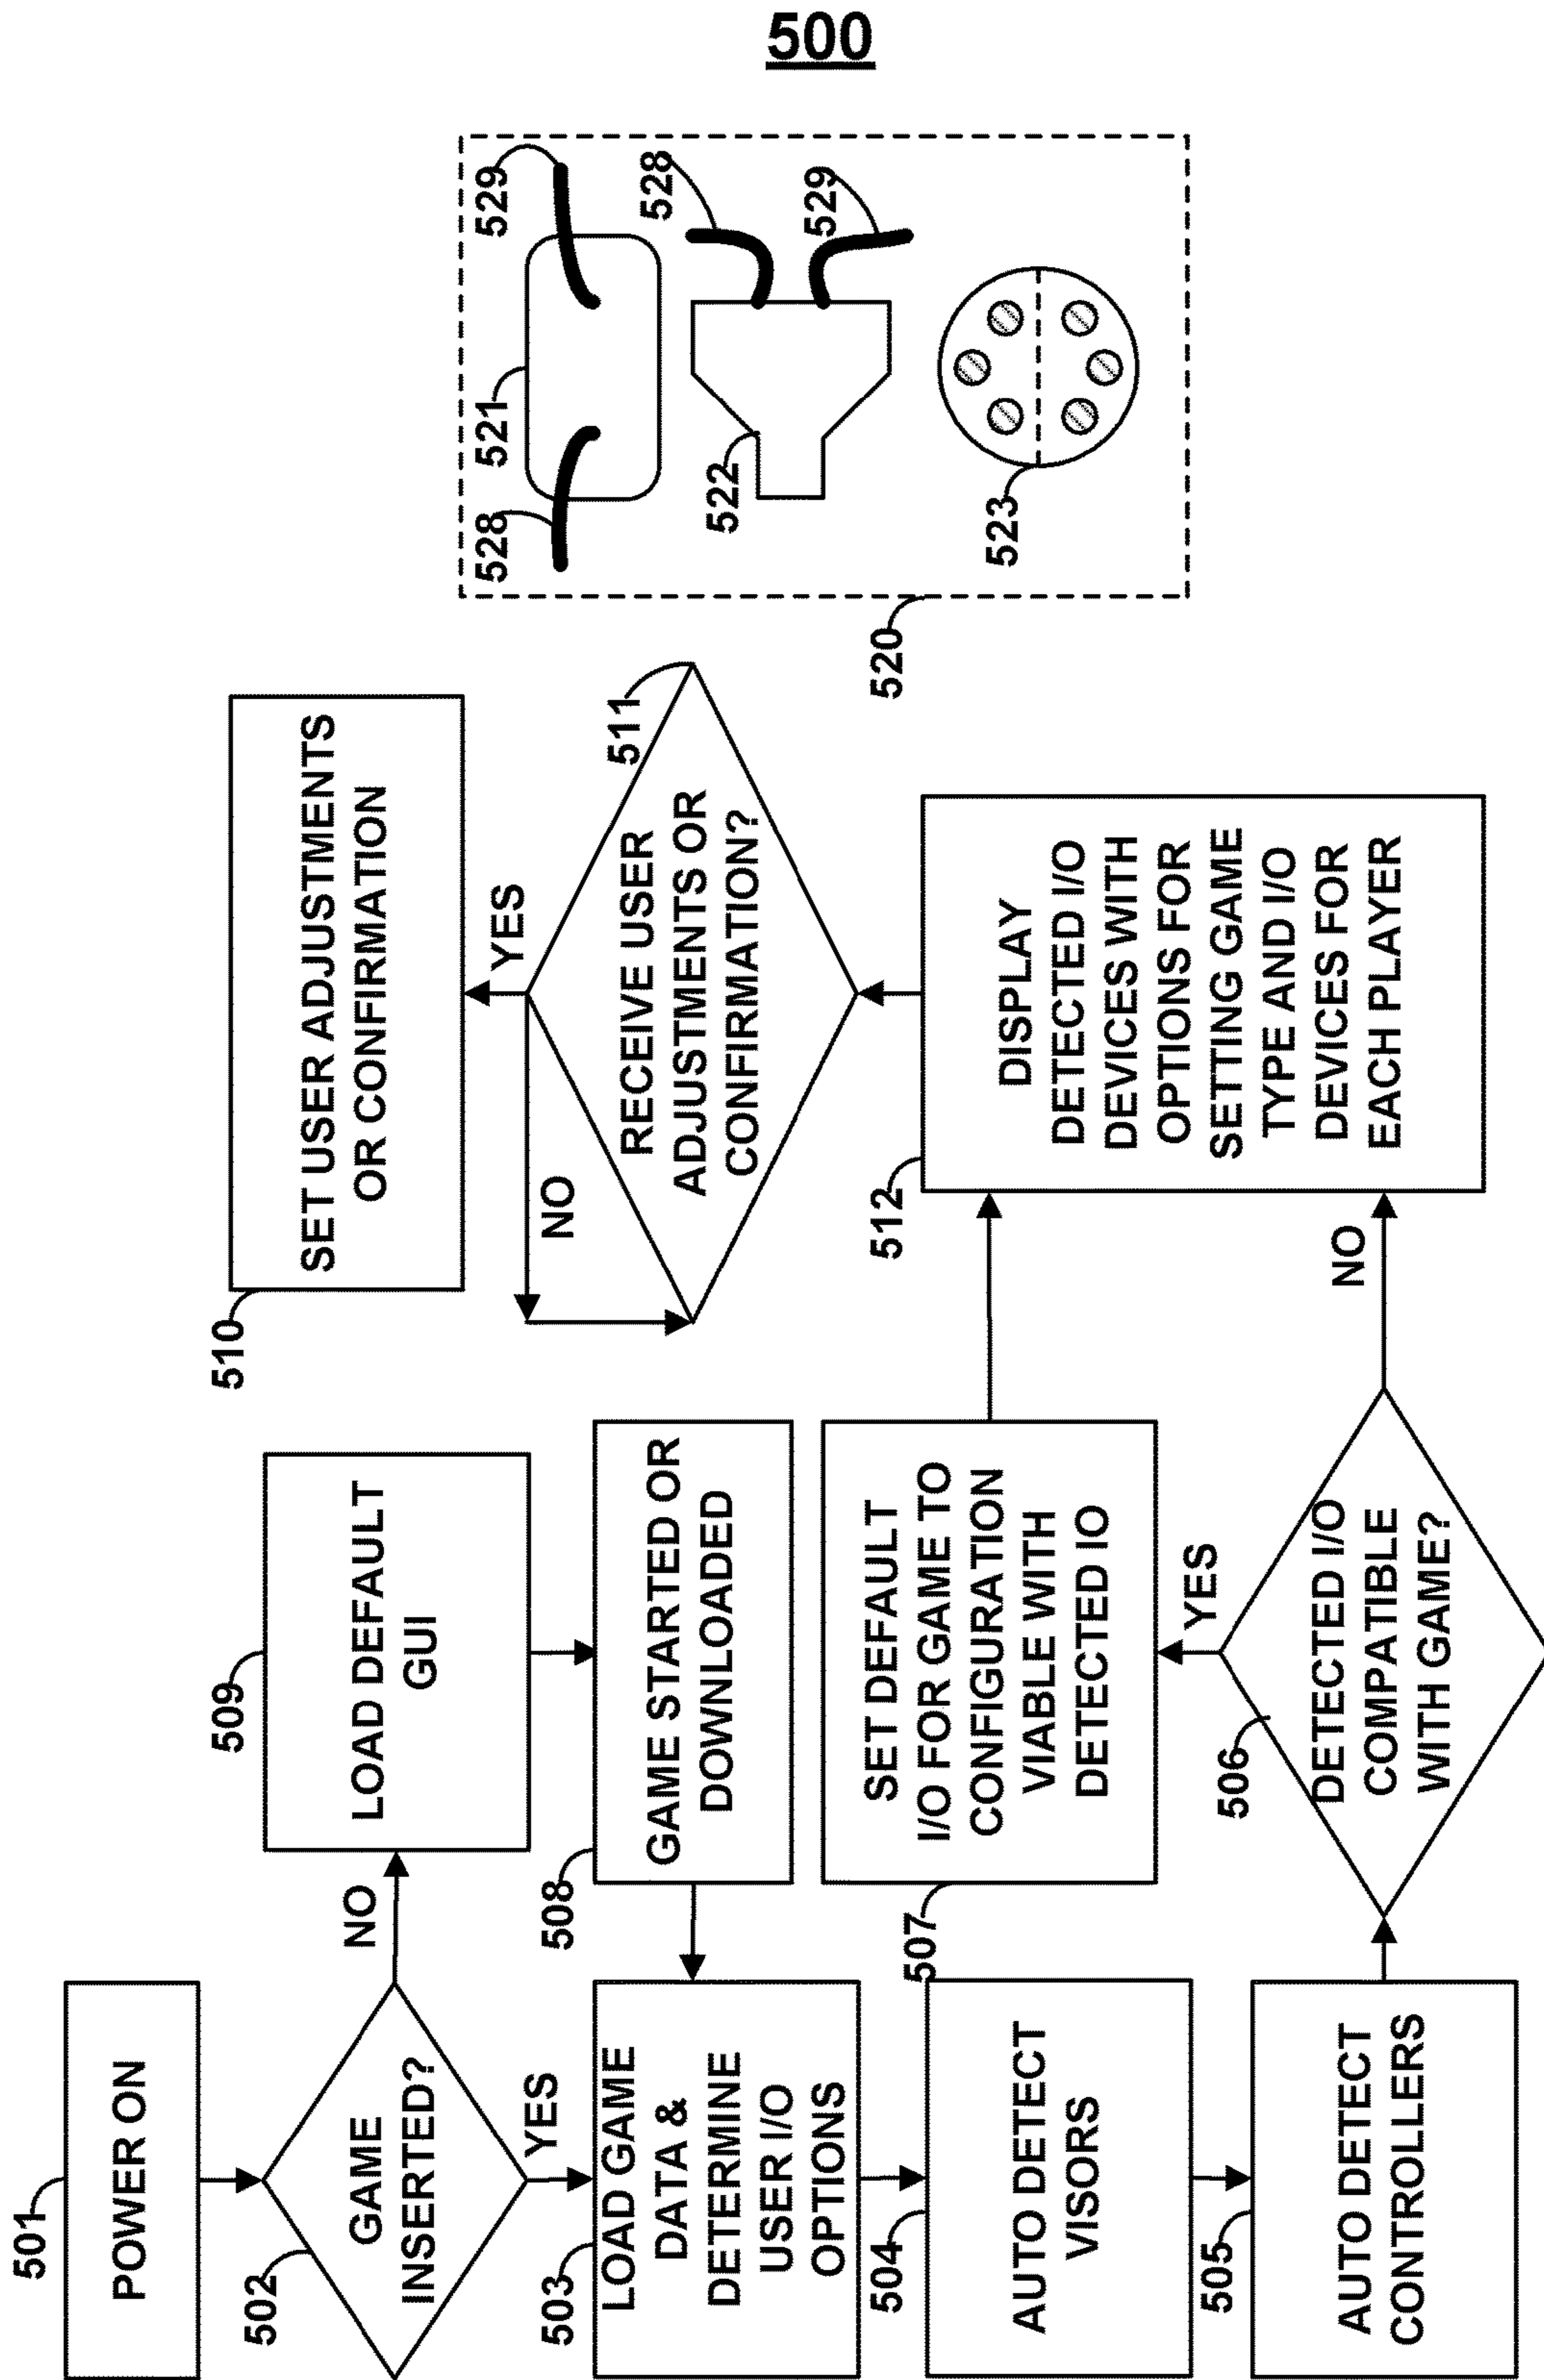 500
501
POWER ON
502
GAME
INSERTED?
NO
YES
509
LOAD DEFAULT
GUI
508
GAME STARTED OR
DOWNLOADED
503
LOAD GAME
DATA &
DETERMINE
USER I/O
OPTIONS
504
AUTO DETECT
VISORS
505
AUTO DETECT
CONTROLLERS
506
DETECTED I/O
COMPATIBLE
WITH GAME?
YES
NO
507
SET DEFAULT
I/O FOR GAME TO
CONFIGURATION
VIABLE WITH
DETECTED IO
512
DISPLAY
DETECTED I/O
DEVICES WITH
OPTIONS FOR
SETTING GAME
TYPE AND I/O
DEVICES FOR
EACH PLAYER
511
RECEIVE USER
ADJUSTMENTS OR
CONFIRMATION?
NO
YES
510
SET USER ADJUSTMENTS
OR CONFIRMATION
520
528
521
529
522
528
529
523